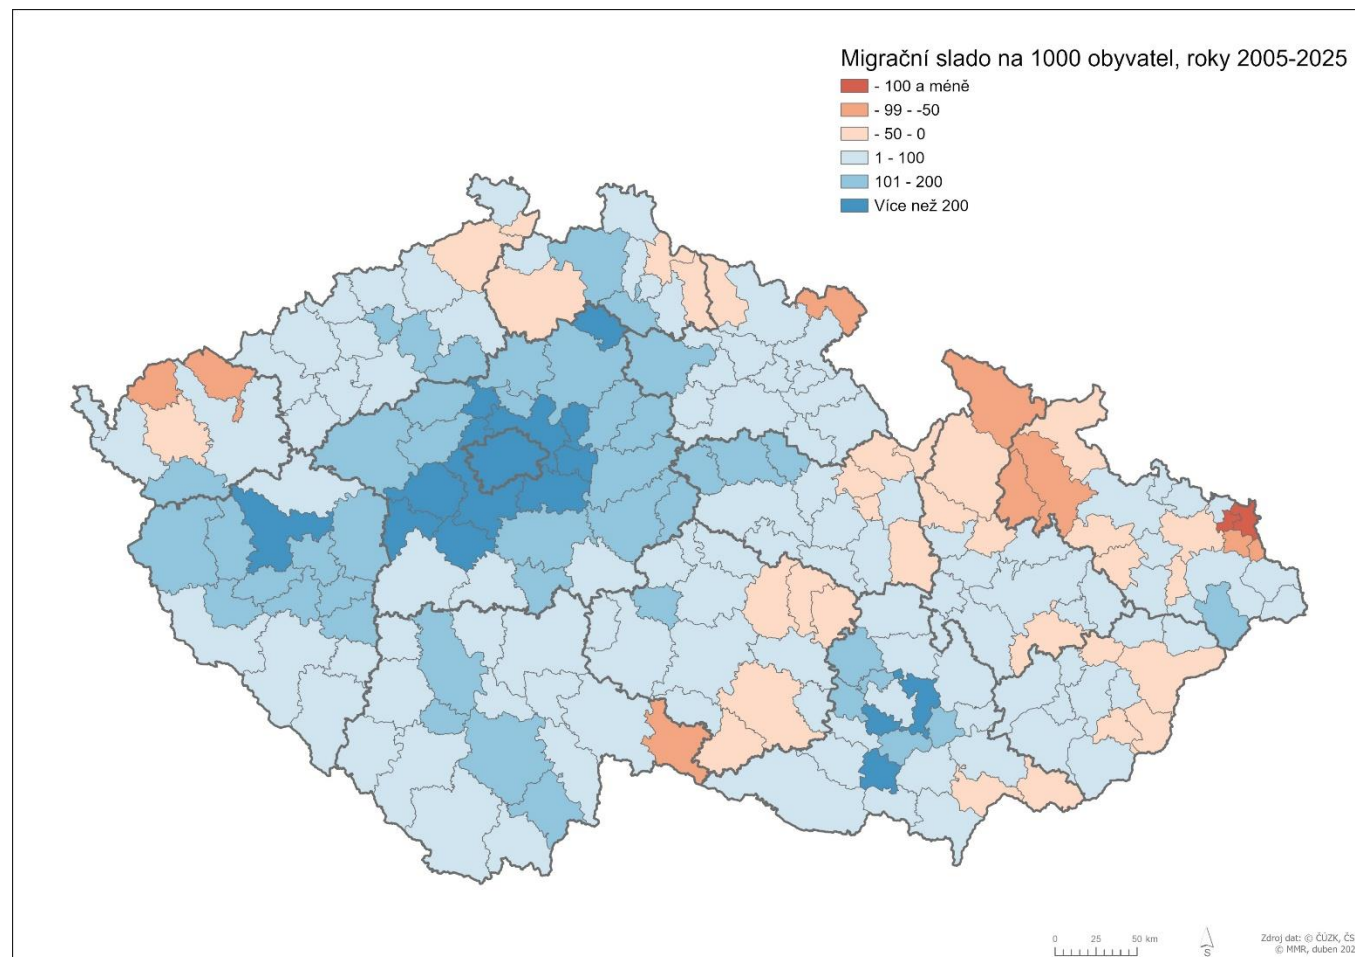 Migrační slado na 1000 obyvatel, roky 2005-2025
- 100 a méně
- 99 - -50
- 50 - 0
1 - 100
101 - 200
Více než 200
0 25 50 km
S
Zdroj dat: © ČÚZK, ČS
© MMR, duben 202